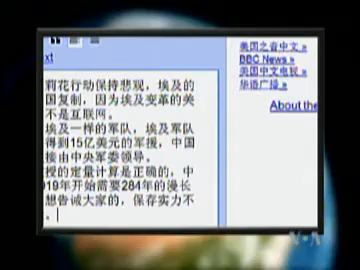 xt
莉花行动保持悲观，埃及的
国复制，因为埃及变革的美
不是互联网。
埃及一样的军队，埃及军队
得到15亿美元的军援，中国
接由中央军委领导。
授的定量计算是正确的，中
019年开始需要284年的漫长
想告诫大家的，保存实力不
。
美国之音中文 »
BBC News »
美国中文电视 »
华语广播 »
About the
VOA